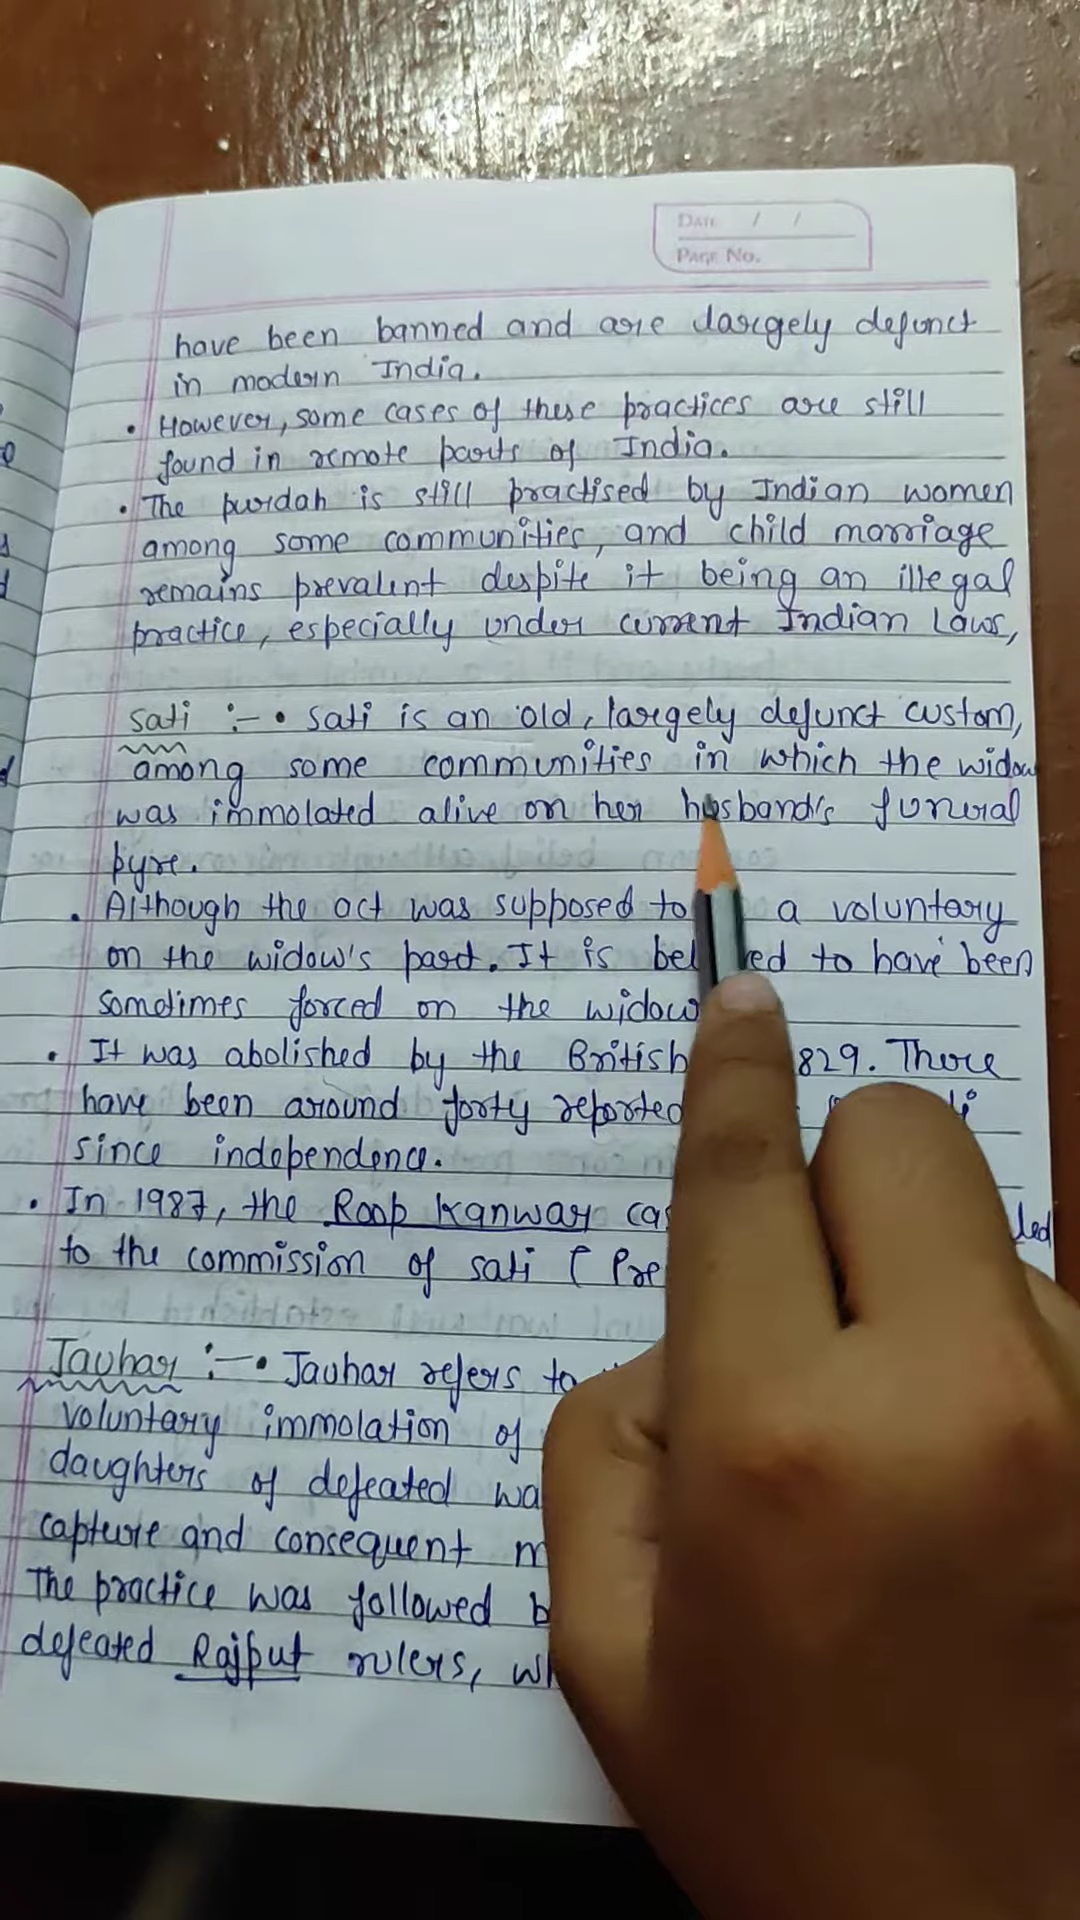 DATE / /
PAGE No.
have been banned and are largely defunct
in modern India.
• However, some cases of these practices are still
found in remote parts of India.
• The purdah is still practised by Indian women
among some communities, and child marriage
remains prevalent despite it being an illegal
practice, especially under current Indian Laws,
Sati :- • Sati is an old, largely defunct custom,
among some communities in which the widow
was immolated alive on her husband's funeral
pyre.
• Although the act was supposed to a voluntary
on the widow's part. It is to have been
sometimes forced on the widow
• It was abolished by the British 829. There
have been around forty reported
since independence.
• In 1987, the Roop Kanwar
to the commission of sati [ Pre
Jauhar :- • Jauhar refers to
voluntary immolation of
daughters of defeated
capture and consequent
The practice was followed
defeated Rajput rulers,